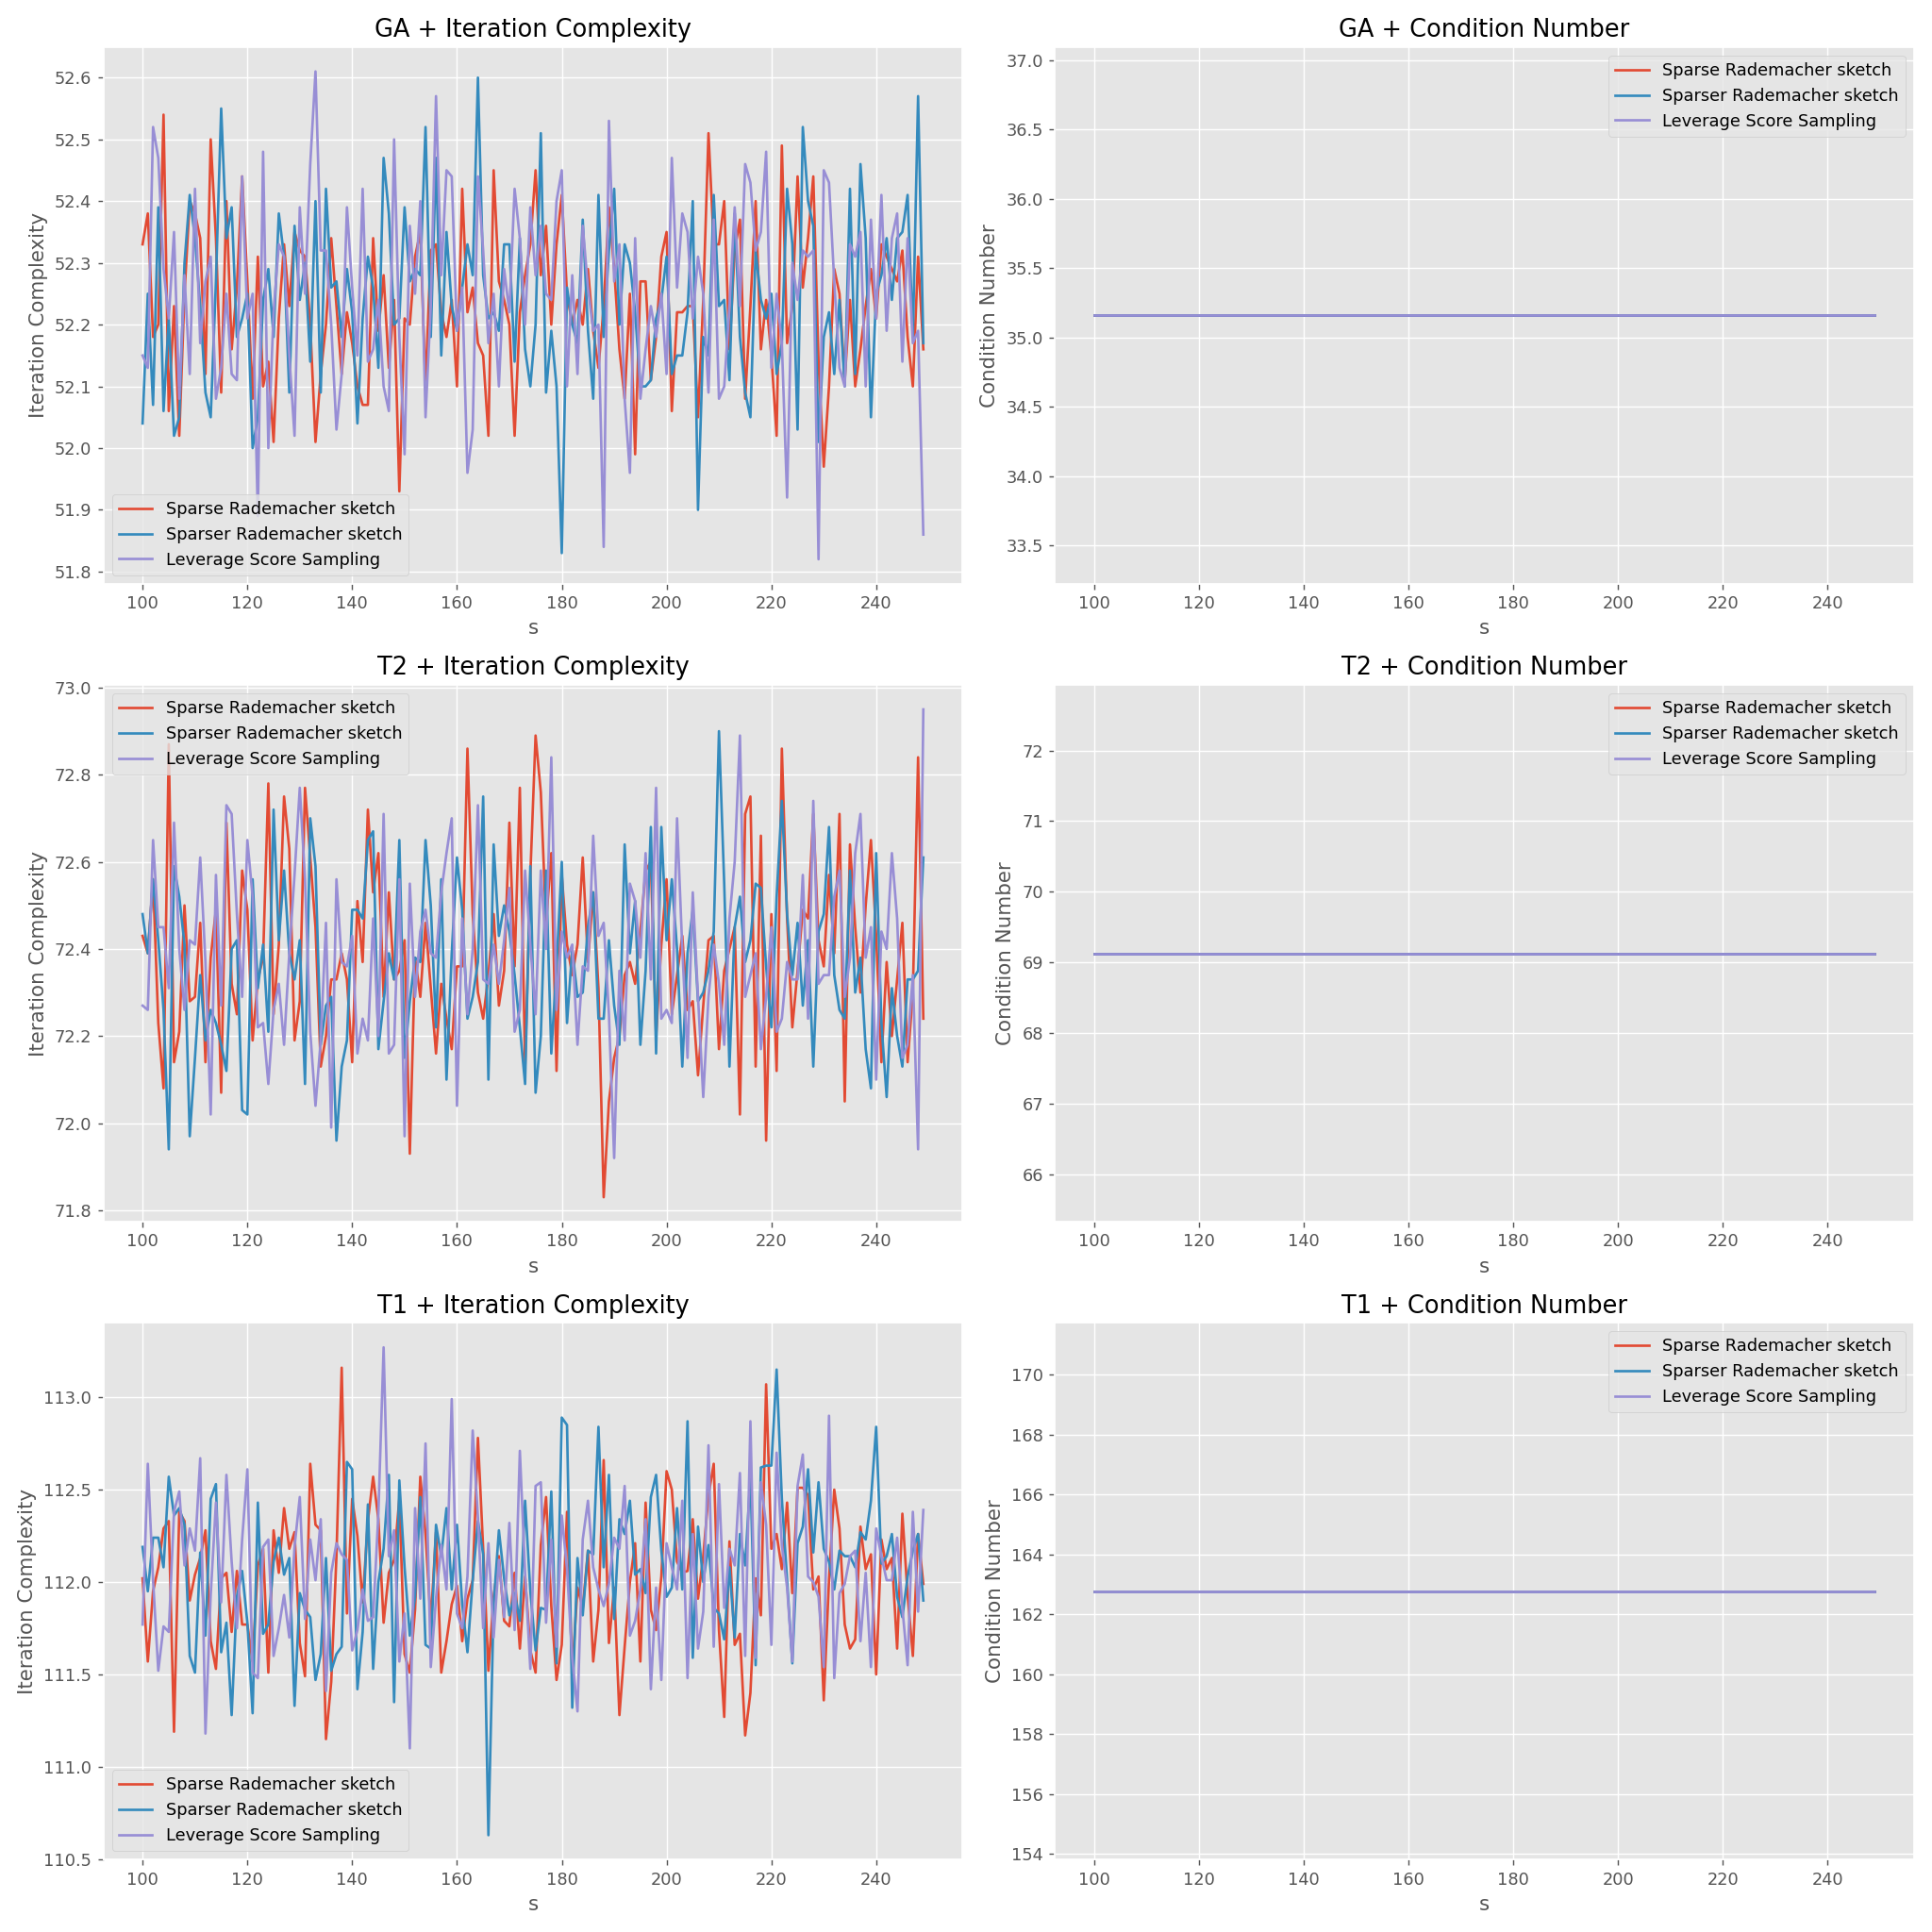 GA + Iteration Complexity
Iteration Complexity
52.6
52.5
52.4
52.3
52.2
52.1
52.0
51.9
51.8
Sparse Rademacher sketch
Sparser Rademacher sketch
Leverage Score Sampling
100 120 140 160 180 200 220 240
s
GA + Condition Number
Condition Number
37.0
36.5
36.0
35.5
35.0
34.5
34.0
33.5
Sparse Rademacher sketch
Sparser Rademacher sketch
Leverage Score Sampling
100 120 140 160 180 200 220 240
s
T2 + Iteration Complexity
Iteration Complexity
73.0
72.8
72.6
72.4
72.2
72.0
71.8
Sparse Rademacher sketch
Sparser Rademacher sketch
Leverage Score Sampling
100 120 140 160 180 200 220 240
s
T2 + Condition Number
Condition Number
72
71
70
69
68
67
66
Sparse Rademacher sketch
Sparser Rademacher sketch
Leverage Score Sampling
100 120 140 160 180 200 220 240
s
T1 + Iteration Complexity
Iteration Complexity
113.0
112.5
112.0
111.5
111.0
110.5
Sparse Rademacher sketch
Sparser Rademacher sketch
Leverage Score Sampling
100 120 140 160 180 200 220 240
s
T1 + Condition Number
Condition Number
170
168
166
164
162
160
158
156
154
Sparse Rademacher sketch
Sparser Rademacher sketch
Leverage Score Sampling
100 120 140 160 180 200 220 240
s